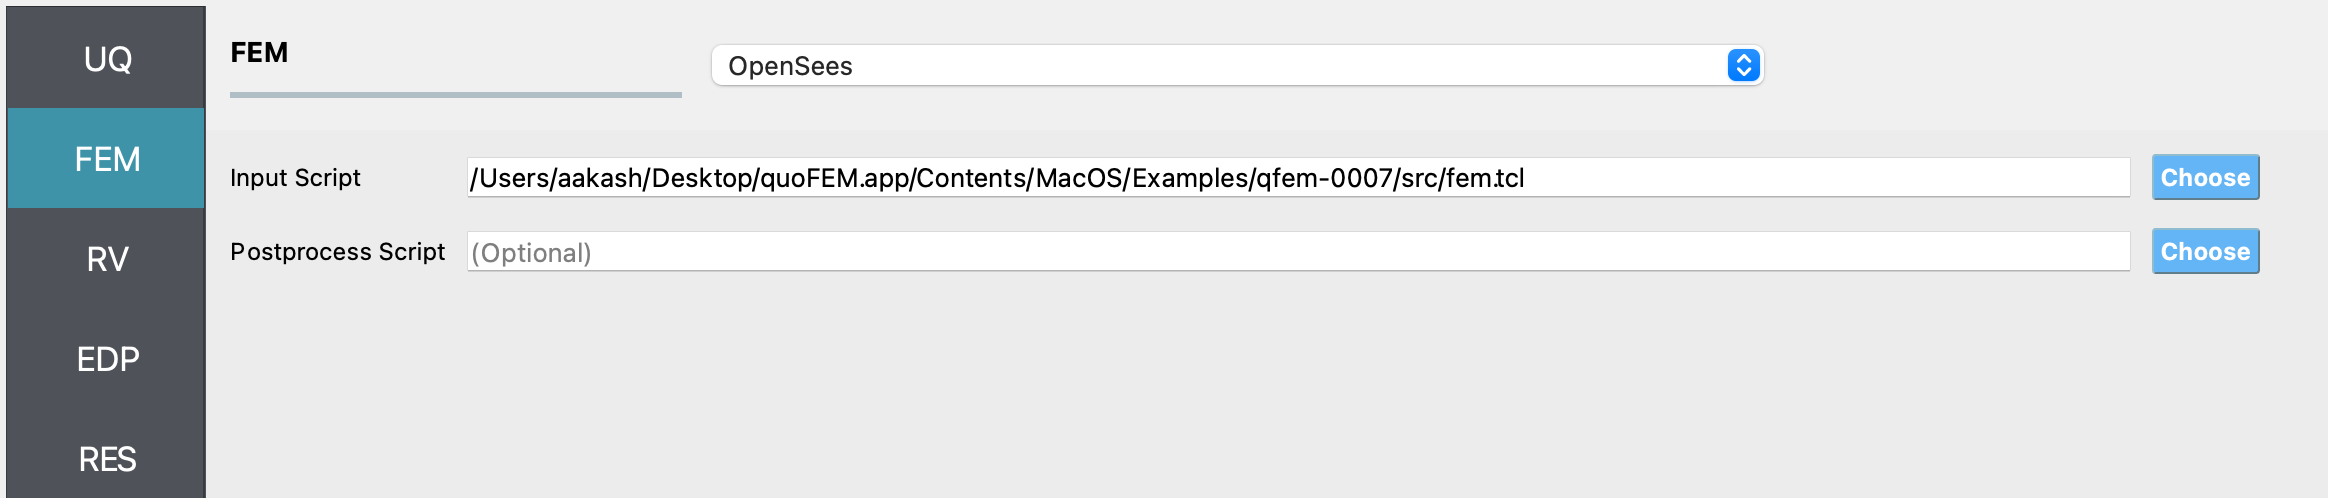 UQ
FEM
RV
EDP
RES
FEM
OpenSees
Input Script
/Users/aakash/Desktop/quoFEM.app/Contents/MacOS/Examples/qfem-0007/src/fem.tcl
Choose
Postprocess Script
(Optional)
Choose